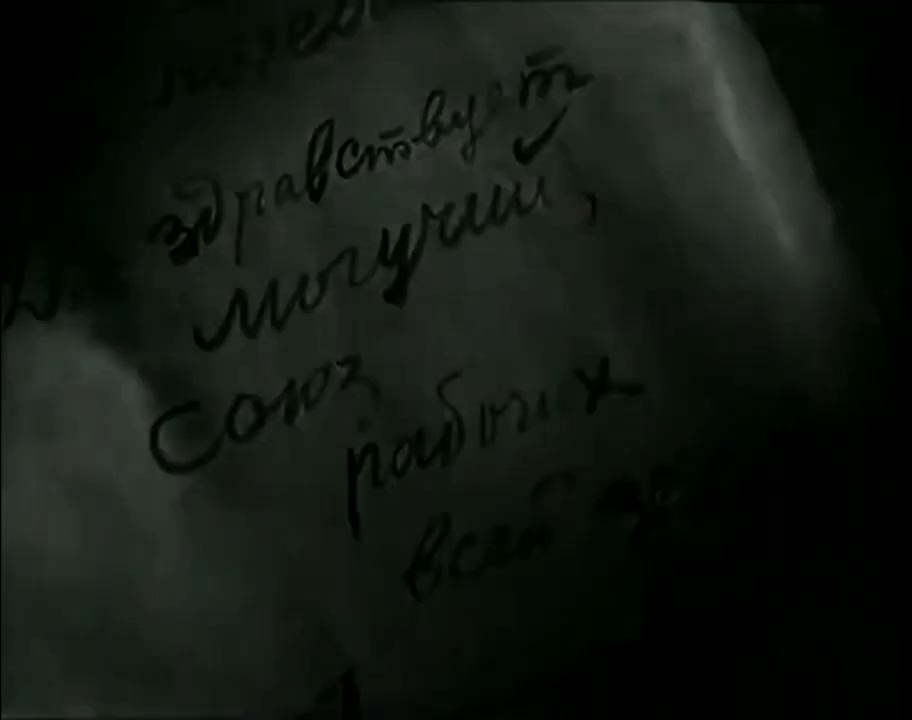 здравствует
могучий,
Союз
рабочих
всей